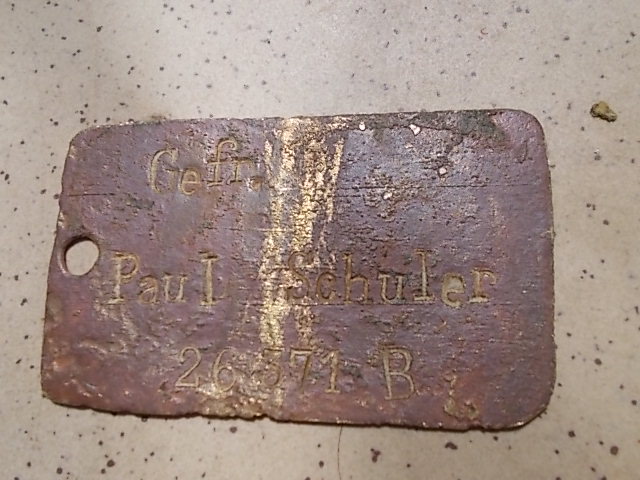 Gefr.
Paul Schuler
26371 B